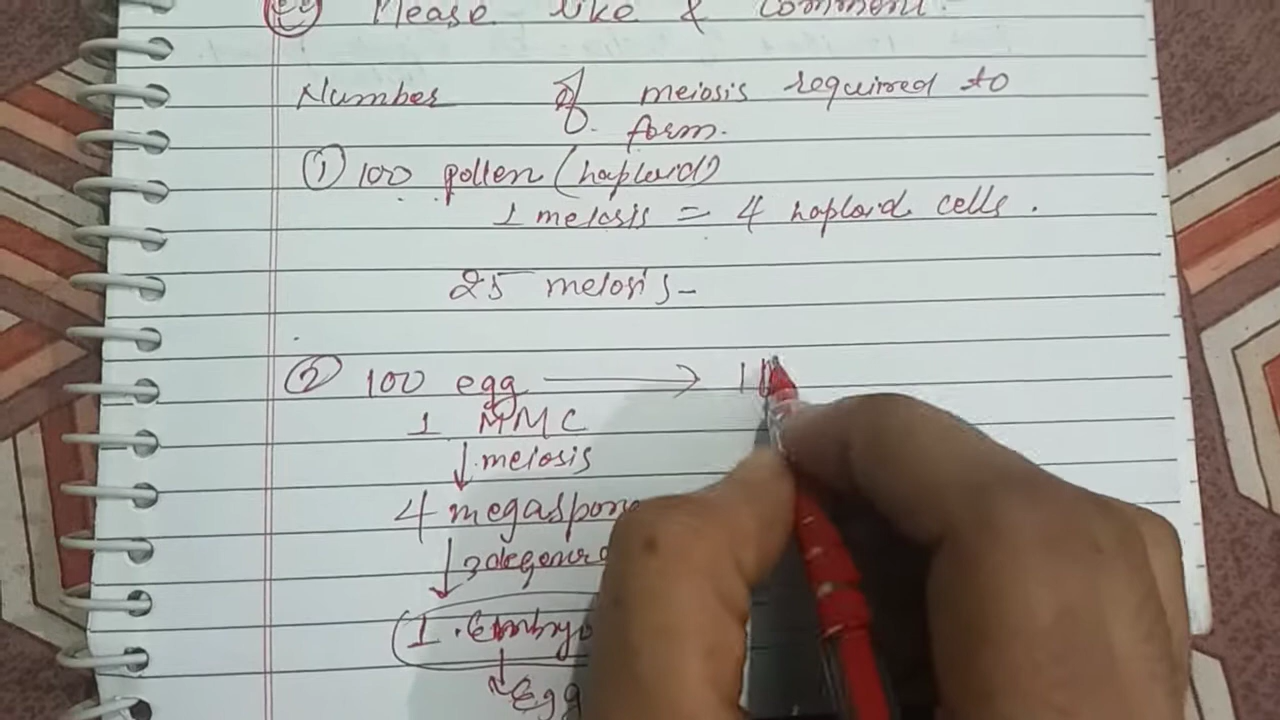 Please like & comment.
Number of meiosis required to
form.
① 100 pollen (haploid)
1 meiosis = 4 haploid cells.
25 meiosis-
② 100 egg → 10
1 MMC
↓ meiosis
4 megaspore
↓ 3 degenera
1. Embryo
↓ Egg